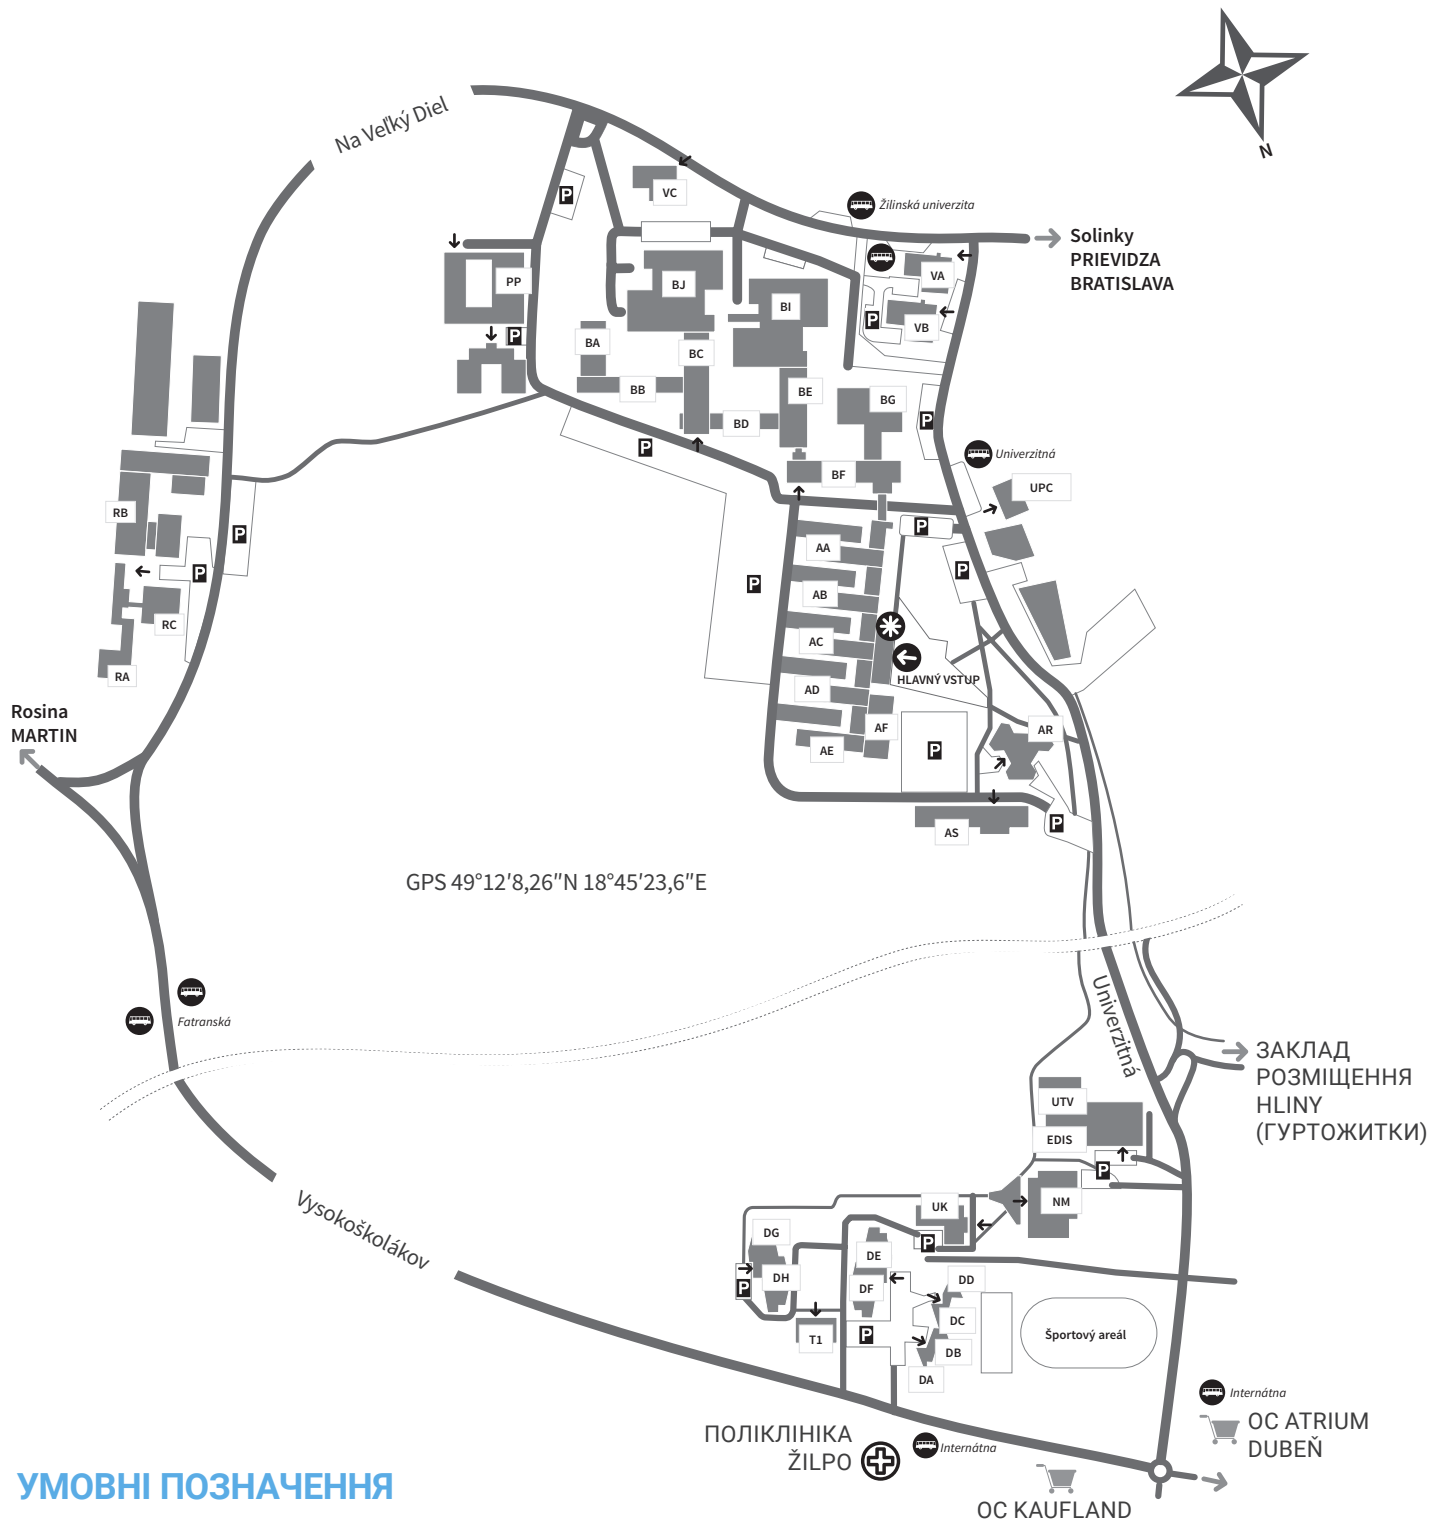 N
Na Veľký Diel
P
VC
Žilinská univerzita
Solinky
PRIEVIDZA
BRATISLAVA
PP
BJ
VA
BI
P
VB
P
BA
BC
BB
BE
BG
BD
P
P
Univerzitná
BF
UPC
RB
P
P
AA
P
P
P
AB
RC
AC
RA
HLAVNÝ VSTUP
AD
Rosina
MARTIN
AF
AR
AE
P
P
AS
GPS 49°12'8,26"N 18°45'23,6"E
Fatranská
Univerzitná
ЗАКЛАД
РОЗМІЩЕННЯ
HLINY
(ГУРТОЖИТКИ)
UTV
EDIS
P
NM
UK
Vysokoškolákov
DG
P
DE
DH
P
DF
DD
DC
T1
P
Športový areál
DB
DA
Internátna
OC ATRIUM
DUBEŇ
ПОЛІКЛІНІКА
ŽILPO
Internátna
OC KAUFLAND
УМОВНІ ПОЗНАЧЕННЯ